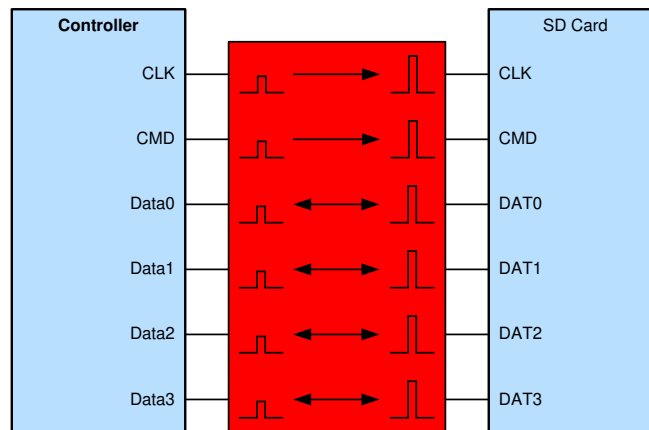 Controller
SD Card
CLK
CLK
CMD
CMD
Data0
DAT0
Data1
DAT1
Data2
DAT2
Data3
DAT3